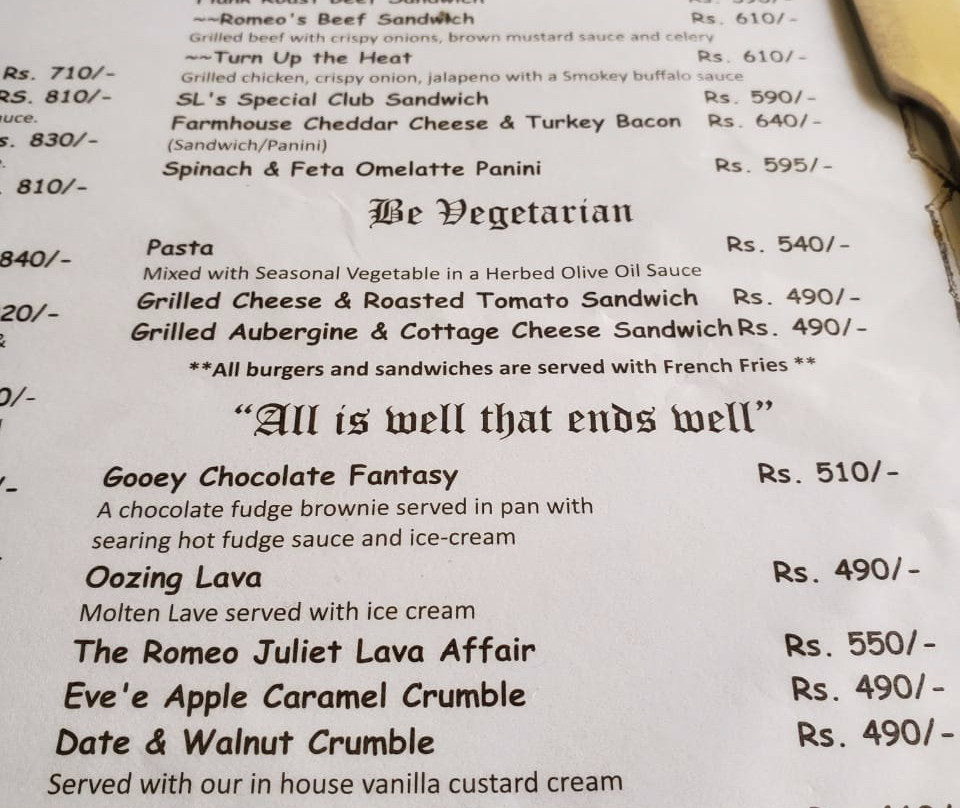 ~~Romeo's Beef Sandwich Rs. 610/-
Grilled beef with crispy onions, brown mustard sauce and celery
~~Turn Up the Heat Rs. 610/-
Grilled chicken, crispy onion, jalapeno with a Smokey buffalo sauce
Rs. 710/-
SL's Special Club Sandwich Rs. 590/-
RS. 810/-
Farmhouse Cheddar Cheese & Turkey Bacon Rs. 640/-
(Sandwich/Panini)
830/-
Spinach & Feta Omelatte Panini Rs. 595/-
810/-
Be Vegetarian
Pasta Rs. 540/-
840/-
Mixed with Seasonal Vegetable in a Herbed Olive Oil Sauce
Grilled Cheese & Roasted Tomato Sandwich Rs. 490/-
20/-
Grilled Aubergine & Cottage Cheese Sandwich Rs. 490/-
&
**All burgers and sandwiches are served with French Fries **
0/-
"All is well that ends well"
Gooey Chocolate Fantasy Rs. 510/-
A chocolate fudge brownie served in pan with
searing hot fudge sauce and ice-cream
Oozing Lava Rs. 490/-
Molten Lave served with ice cream
The Romeo Juliet Lava Affair Rs. 550/-
Eve'e Apple Caramel Crumble Rs. 490/-
Date & Walnut Crumble Rs. 490/-
Served with our in house vanilla custard cream